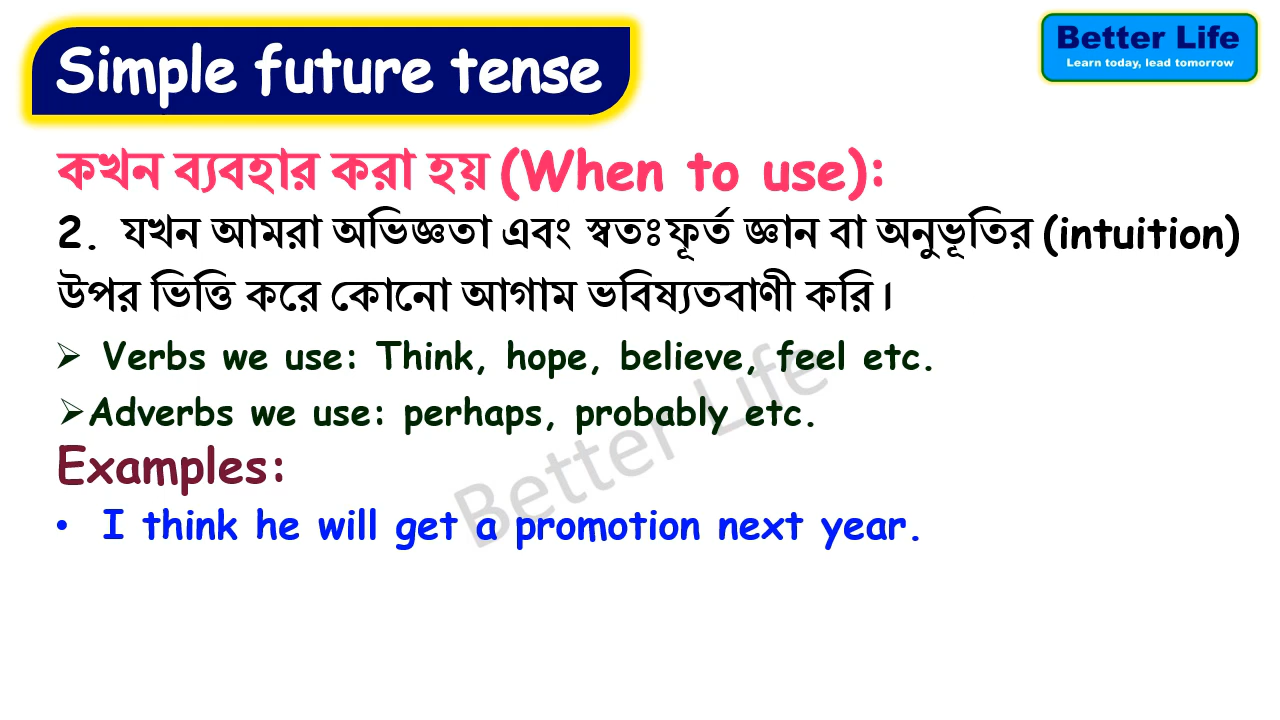 Simple future tense
Better Life
Learn today, lead tomorrow
কখন ব্যবহার করা হয় (When to use):
2. যখন আমরা অভিজ্ঞতা এবং স্বতঃফূর্ত জ্ঞান বা অনুভূতির (intuition)
উপর ভিত্তি করে কোনো আগাম ভবিষ্যতবাণী করি।
➢ Verbs we use: Think, hope, believe, feel etc.
➢Adverbs we use: perhaps, probably etc.
Examples:
• I think he will get a promotion next year.
Better Life